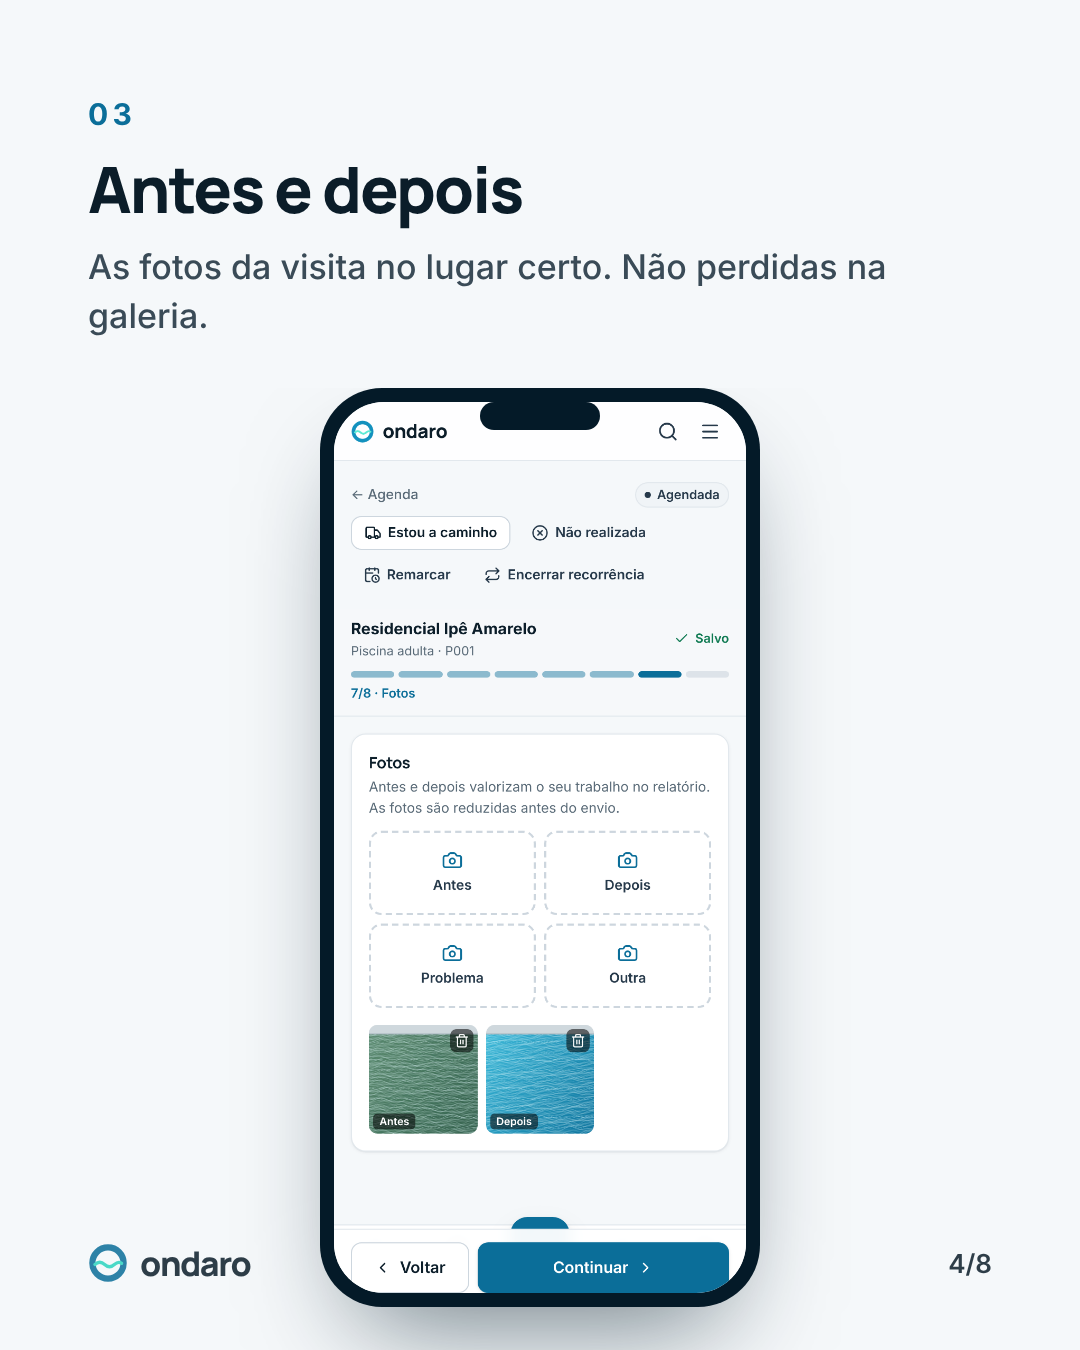 03
Antes e depois
As fotos da visita no lugar certo. Não perdidas na
galeria.
ondaro
← Agenda
Agendada
Estou a caminho
Não realizada
Remarcar
Encerrar recorrência
Residencial Ipê Amarelo
Salvo
Piscina adulta · P001
7/8 · Fotos
Fotos
Antes e depois valorizam o seu trabalho no relatório.
As fotos são reduzidas antes do envio.
Antes
Depois
Problema
Outra
Antes
Depois
Voltar
Continuar
ondaro
4/8